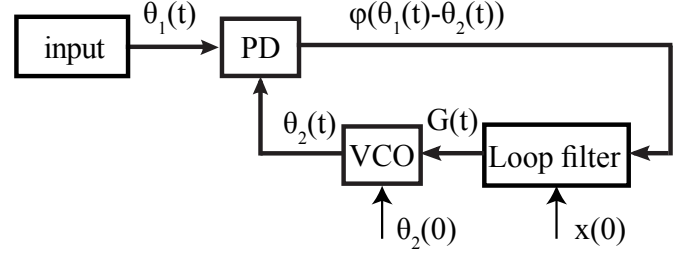 θ₁(t)
φ(θ₁(t)-θ₂(t))
input
PD
θ₂(t)
G(t)
VCO
Loop filter
θ₂(0)
x(0)